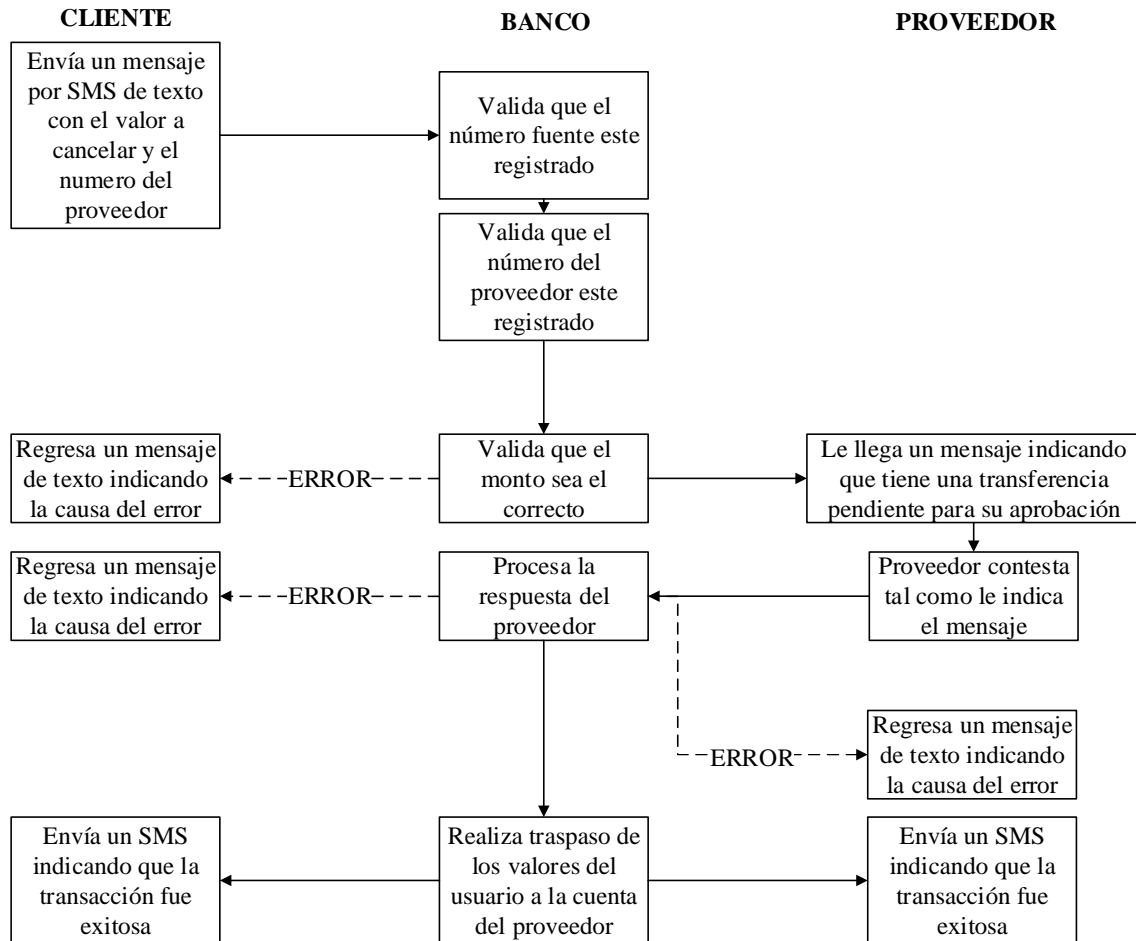 CLIENTE
BANCO
PROVEEDOR
Envía un mensaje
por SMS de texto
con el valor a
cancelar y el
numero del
proveedor
Valida que el
número fuente este
registrado
Valida que el
número del
proveedor este
registrado
Regresa un mensaje
de texto indicando
la causa del error
ERROR
Valida que el
monto sea el
correcto
Le llega un mensaje indicando
que tiene una transferencia
pendiente para su aprobación
Regresa un mensaje
de texto indicando
la causa del error
ERROR
Procesa la
respuesta del
proveedor
Proveedor contesta
tal como le indica
el mensaje
ERROR
Regresa un mensaje
de texto indicando
la causa del error
Envía un SMS
indicando que la
transacción fue
exitosa
Realiza traspaso de
los valores del
usuario a la cuenta
del proveedor
Envía un SMS
indicando que la
transacción fue
exitosa